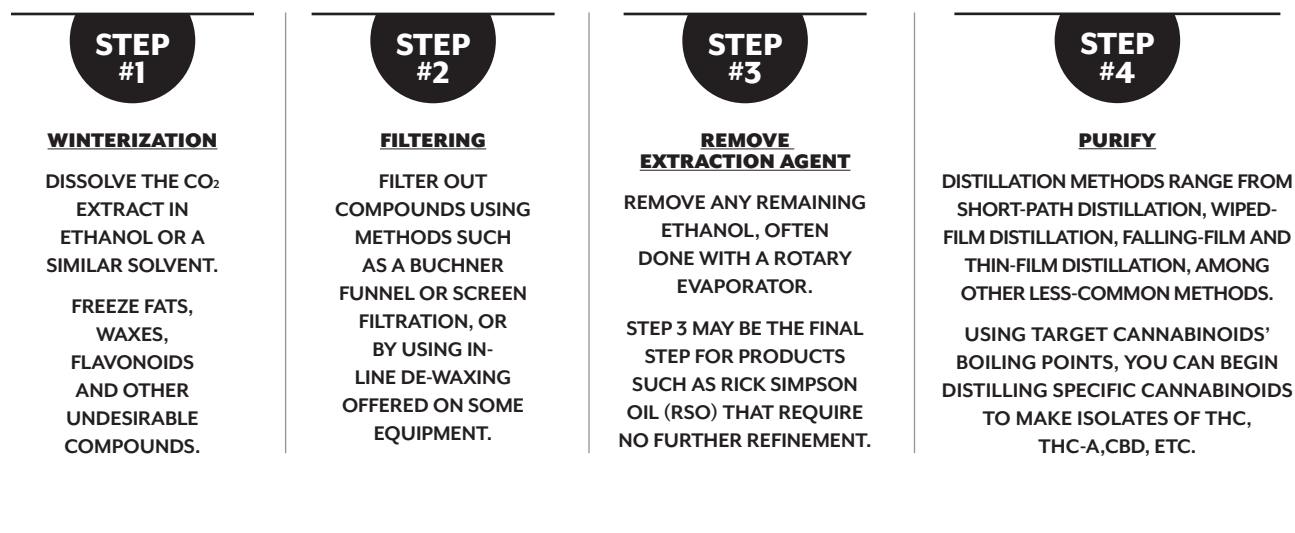 STEP
#1
WINTERIZATION
DISSOLVE THE CO₂
EXTRACT IN
ETHANOL OR A
SIMILAR SOLVENT.
FREEZE FATS,
WAXES,
FLAVONOIDS
AND OTHER
UNDESIRABLE
COMPOUNDS.
STEP
#2
FILTERING
FILTER OUT
COMPOUNDS USING
METHODS SUCH
AS A BUCHNER
FUNNEL OR SCREEN
FILTRATION, OR
BY USING IN-
LINE DE-WAXING
OFFERED ON SOME
EQUIPMENT.
STEP
#3
REMOVE
EXTRACTION AGENT
REMOVE ANY REMAINING
ETHANOL, OFTEN
DONE WITH A ROTARY
EVAPORATOR.
STEP 3 MAY BE THE FINAL
STEP FOR PRODUCTS
SUCH AS RICK SIMPSON
OIL (RSO) THAT REQUIRE
NO FURTHER REFINEMENT.
STEP
#4
PURIFY
DISTILLATION METHODS RANGE FROM
SHORT-PATH DISTILLATION, WIPED-
FILM DISTILLATION, FALLING-FILM AND
THIN-FILM DISTILLATION, AMONG
OTHER LESS-COMMON METHODS.
USING TARGET CANNABINOIDS’
BOILING POINTS, YOU CAN BEGIN
DISTILLING SPECIFIC CANNABINOIDS
TO MAKE ISOLATES OF THC,
THC-A,CBD, ETC.